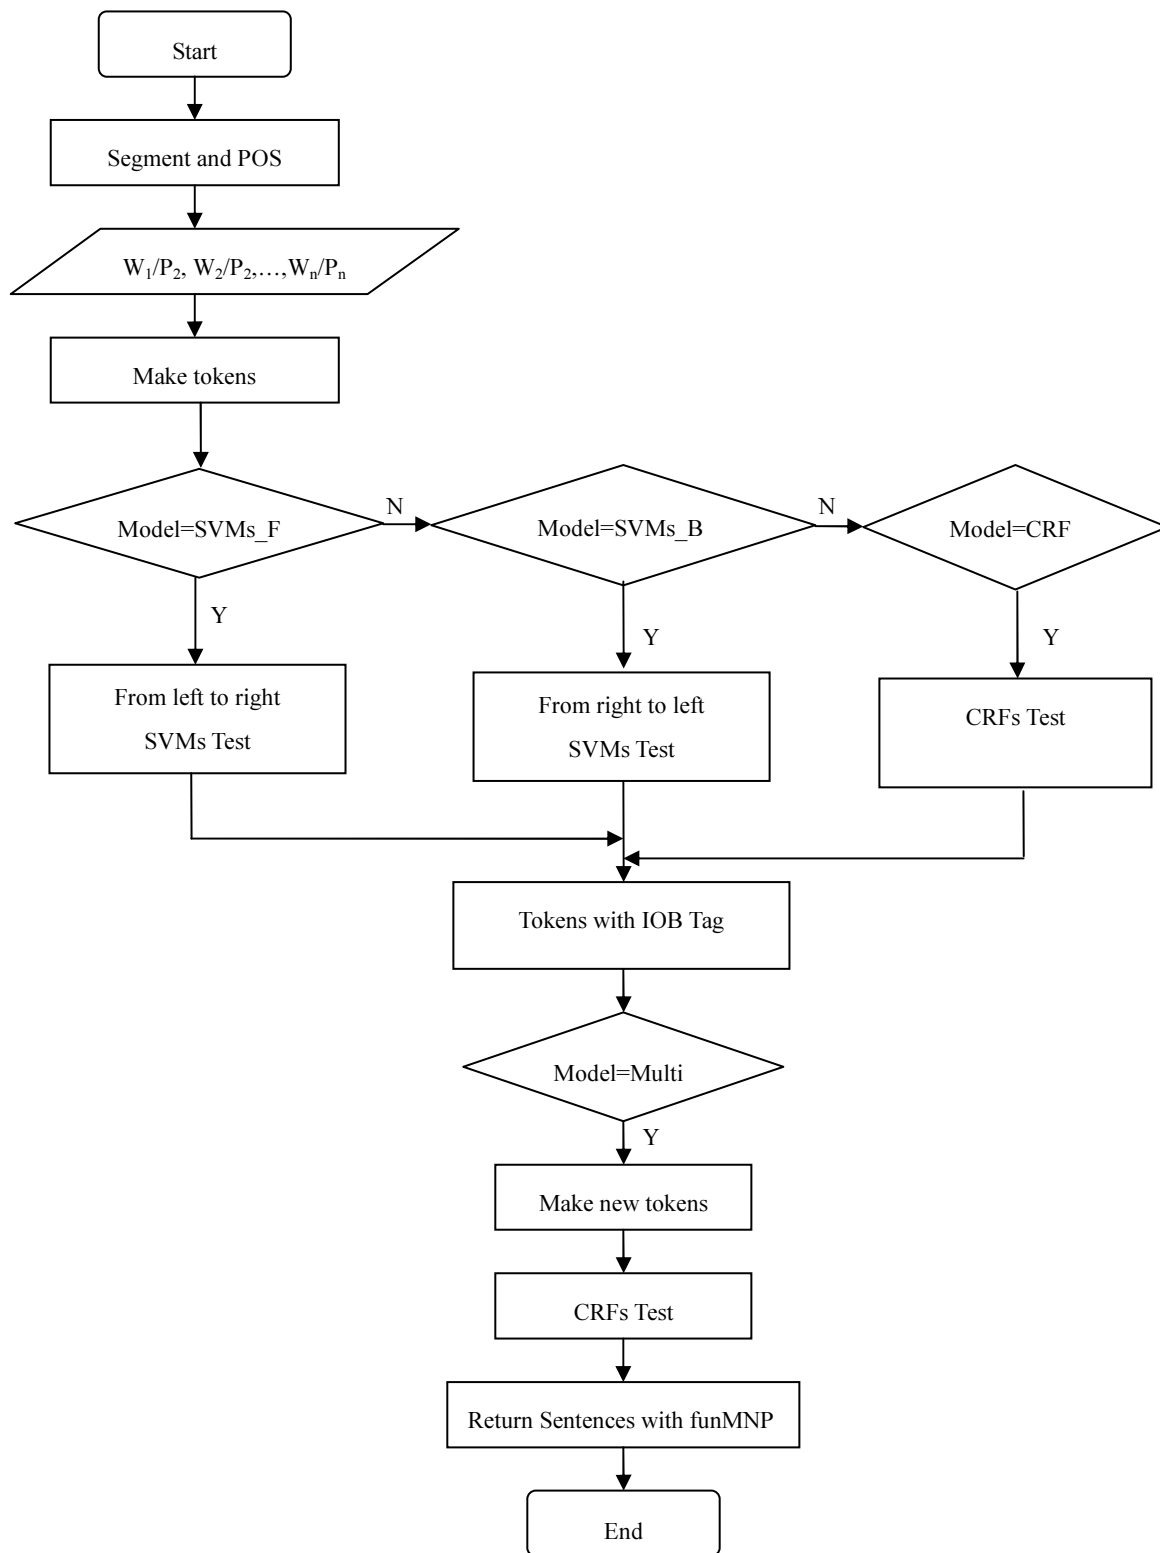 Start
Segment and POS
W₁/P₂, W₂/P₂,…,Wₙ/Pₙ
Make tokens
Model=SVMs_F
N
Model=SVMs_B
N
Model=CRF
Y
Y
Y
From left to right
SVMs Test
From right to left
SVMs Test
CRFs Test
Tokens with IOB Tag
Model=Multi
Y
Make new tokens
CRFs Test
Return Sentences with funMNP
End